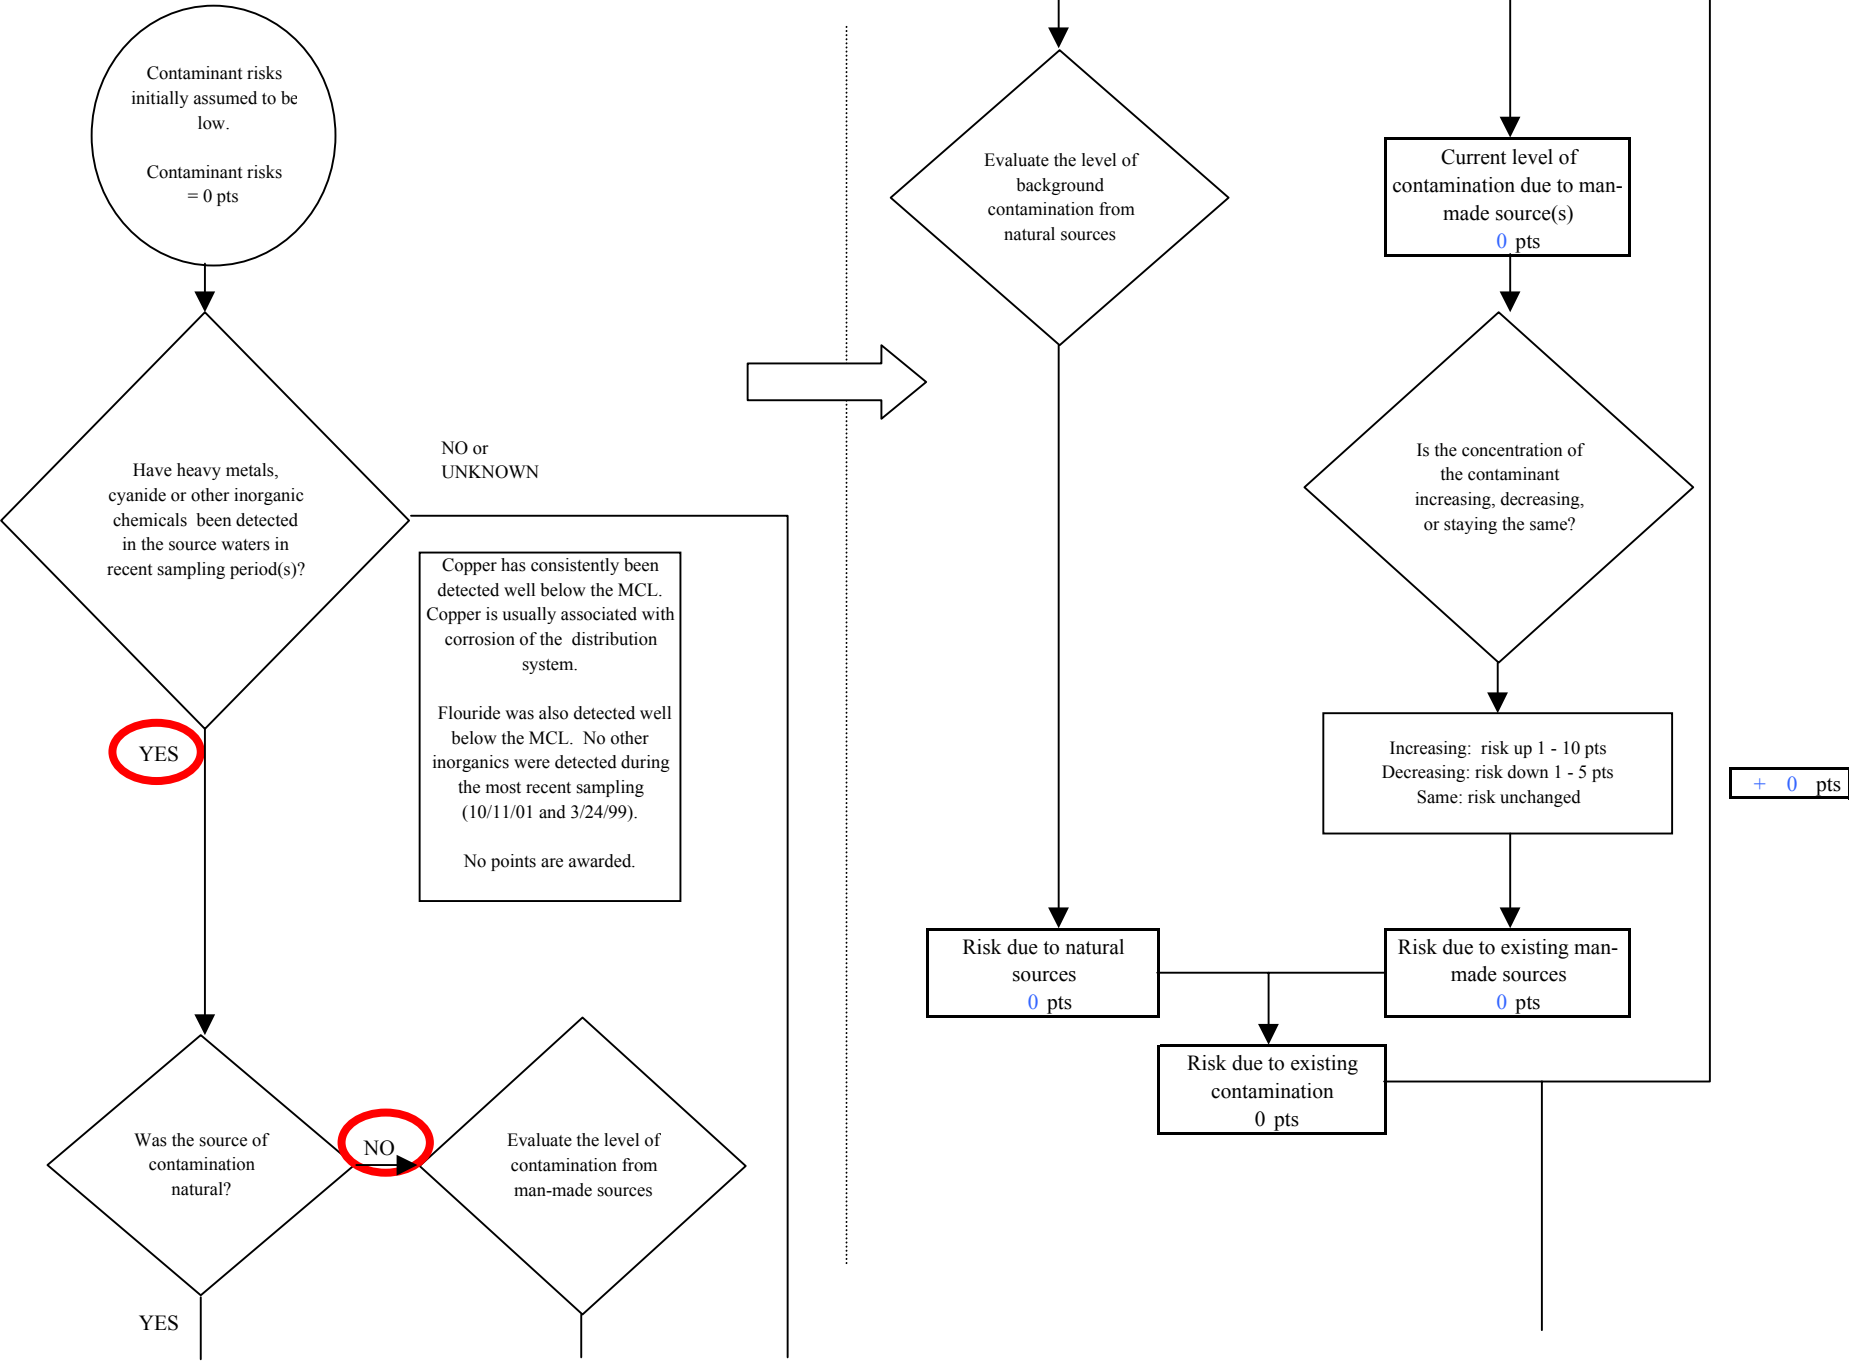 Contaminant risks
initially assumed to be
low.
Contaminant risks
= 0 pts
Have heavy metals,
cyanide or other inorganic
chemicals been detected
in the source waters in
recent sampling period(s)?
NO or
UNKNOWN
Copper has consistently been
detected well below the MCL.
Copper is usually associated with
corrosion of the distribution
system.
Flouride was also detected well
below the MCL. No other
inorganics were detected during
the most recent sampling
(10/11/01 and 3/24/99).
No points are awarded.
YES
Was the source of
contamination
natural?
NO
Evaluate the level of
contamination from
man-made sources
YES
Evaluate the level of
background
contamination from
natural sources
Current level of
contamination due to man-
made source(s)
0 pts
Is the concentration of
the contaminant
increasing, decreasing,
or staying the same?
Increasing: risk up 1 - 10 pts
Decreasing: risk down 1 - 5 pts
Same: risk unchanged
+ 0 pts
Risk due to natural
sources
0 pts
Risk due to existing man-
made sources
0 pts
Risk due to existing
contamination
0 pts